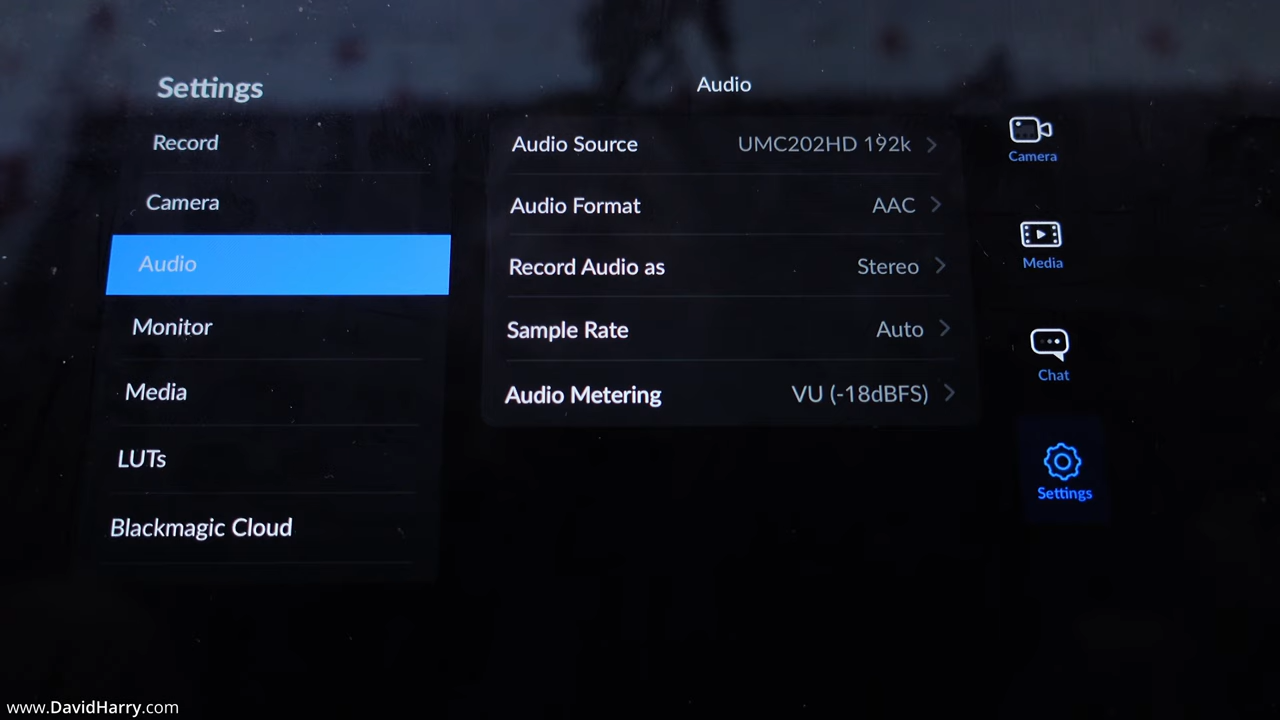 Settings
Record
Camera
Audio
Monitor
Media
LUTs
Blackmagic Cloud
Audio
Audio Source UMC202HD 192k
Audio Format AAC
Record Audio as Stereo
Sample Rate Auto
Audio Metering VU (-18dBFS)
Camera
Media
Chat
Settings
www.DavidHarry.com